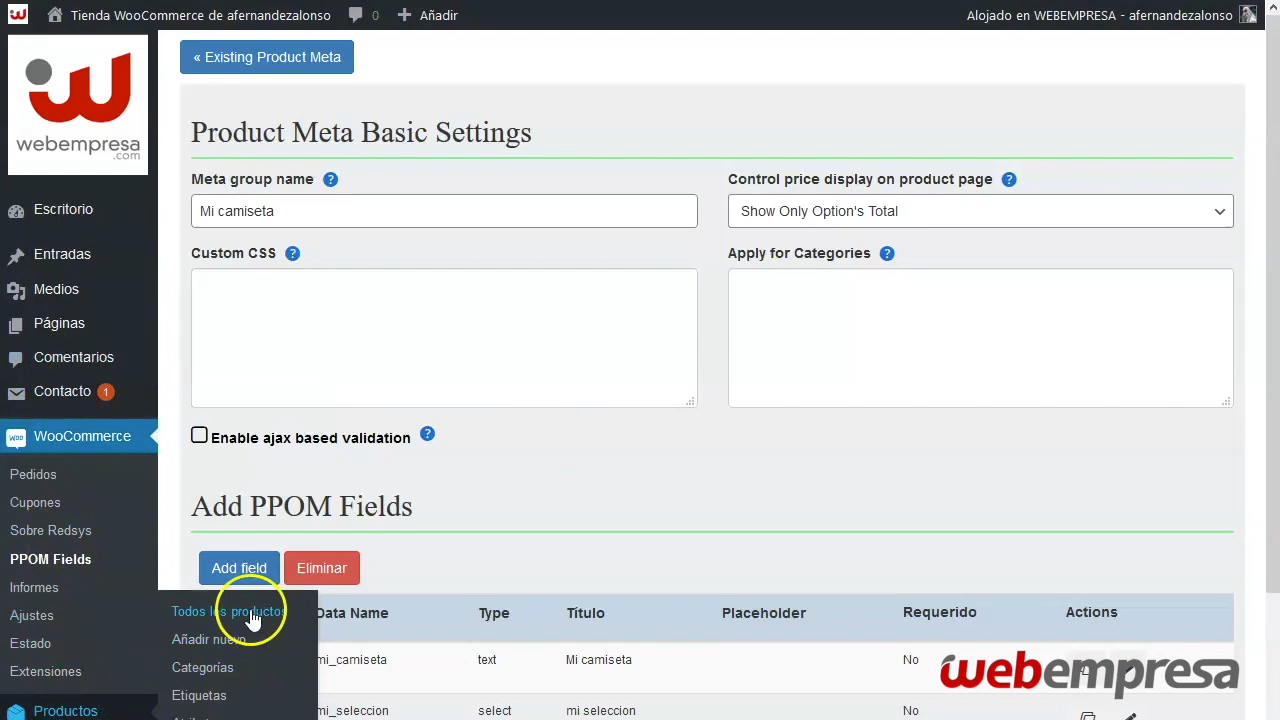 Tienda WooCommerce de afernandezalonso
0
Añadir
Alojado en WEBEMPRESA - afernandezalonso
webempresa
.com
Escritorio
Entradas
Medios
Páginas
Comentarios
Contacto 1
WooCommerce
Pedidos
Cupones
Sobre Redsys
PPOM Fields
Informes
Ajustes
Estado
Extensiones
Productos
Todos los productos
Añadir nuevo
Categorías
Etiquetas
« Existing Product Meta
Product Meta Basic Settings
Meta group name ?
Mi camiseta
Control price display on product page ?
Show Only Option's Total
Custom CSS ?
Apply for Categories ?
Enable ajax based validation ?
Add PPOM Fields
Add field
Eliminar
Data Name Type Título Placeholder Requerido Actions
mi_camiseta text Mi camiseta No
mi_seleccion select mi seleccion No
webempresa